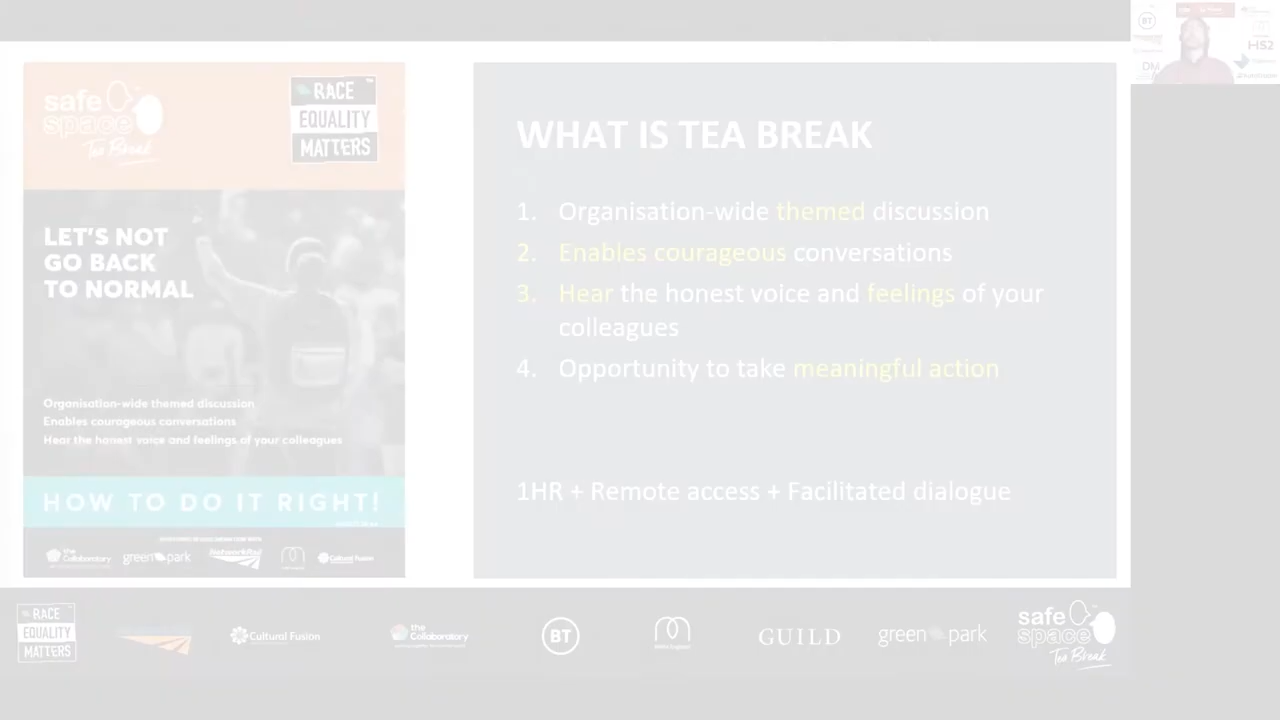 BT
HS2
DM
safe
space
Tea Break
RACE
EQUALITY
MATTERS
LET'S NOT
GO BACK
TO NORMAL
Organisation-wide themed discussion
Enables courageous conversations
Hear the honest voice and feelings of your colleagues
HOW TO DO IT RIGHT!
the
Collaboratory
green park
NetworkRail
Cultural Fusion
WHAT IS TEA BREAK
1. Organisation-wide themed discussion
2. Enables courageous conversations
3. Hear the honest voice and feelings of your
colleagues
4. Opportunity to take meaningful action
1HR + Remote access + Facilitated dialogue
RACE
EQUALITY
MATTERS
Cultural Fusion
the
Collaboratory
BT
GUILD
green park
safe
space
Tea Break